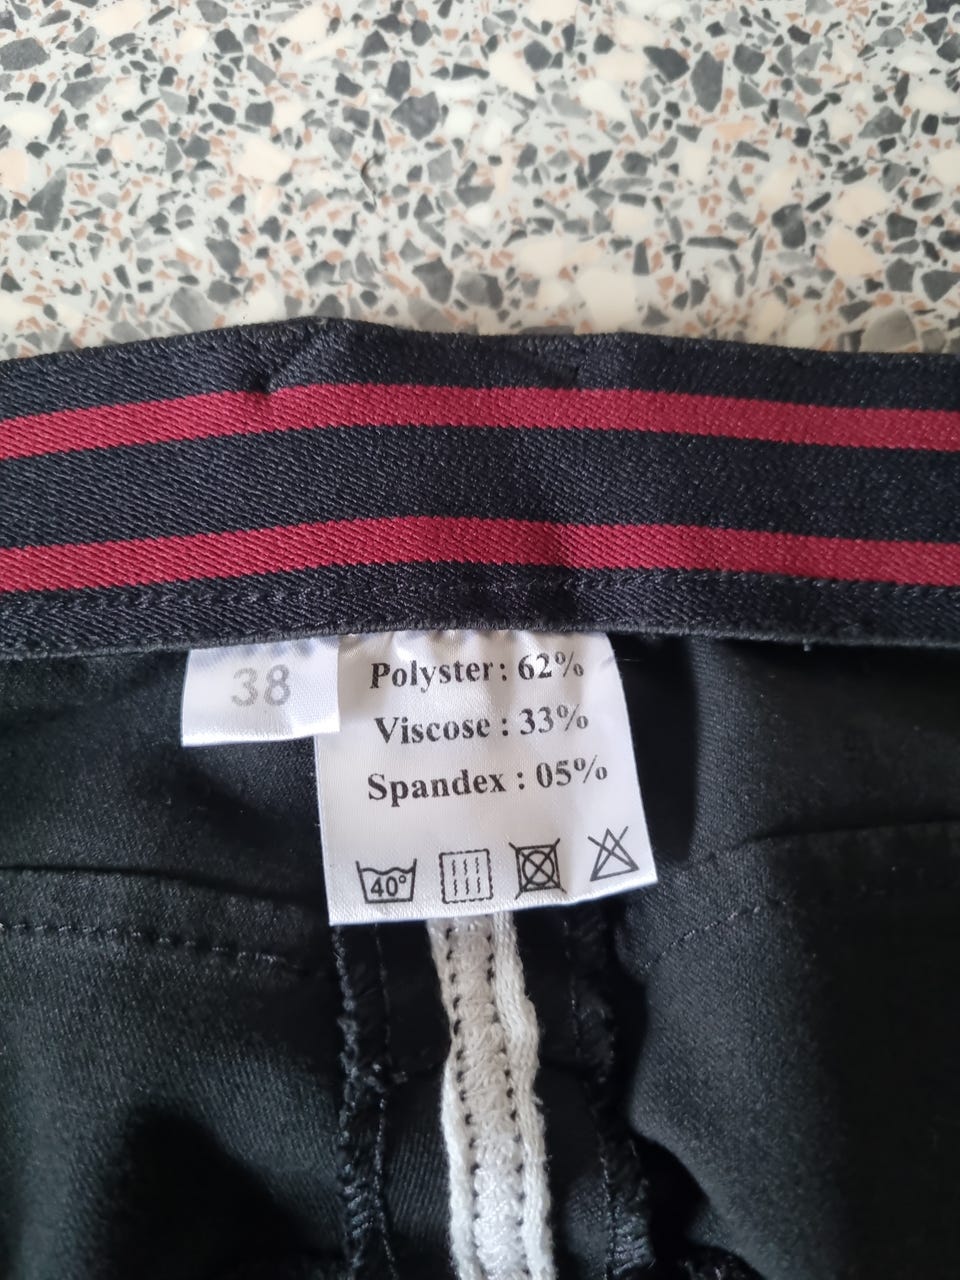 38
Polyster: 62%
Viscose : 33%
Spandex : 05%
40°